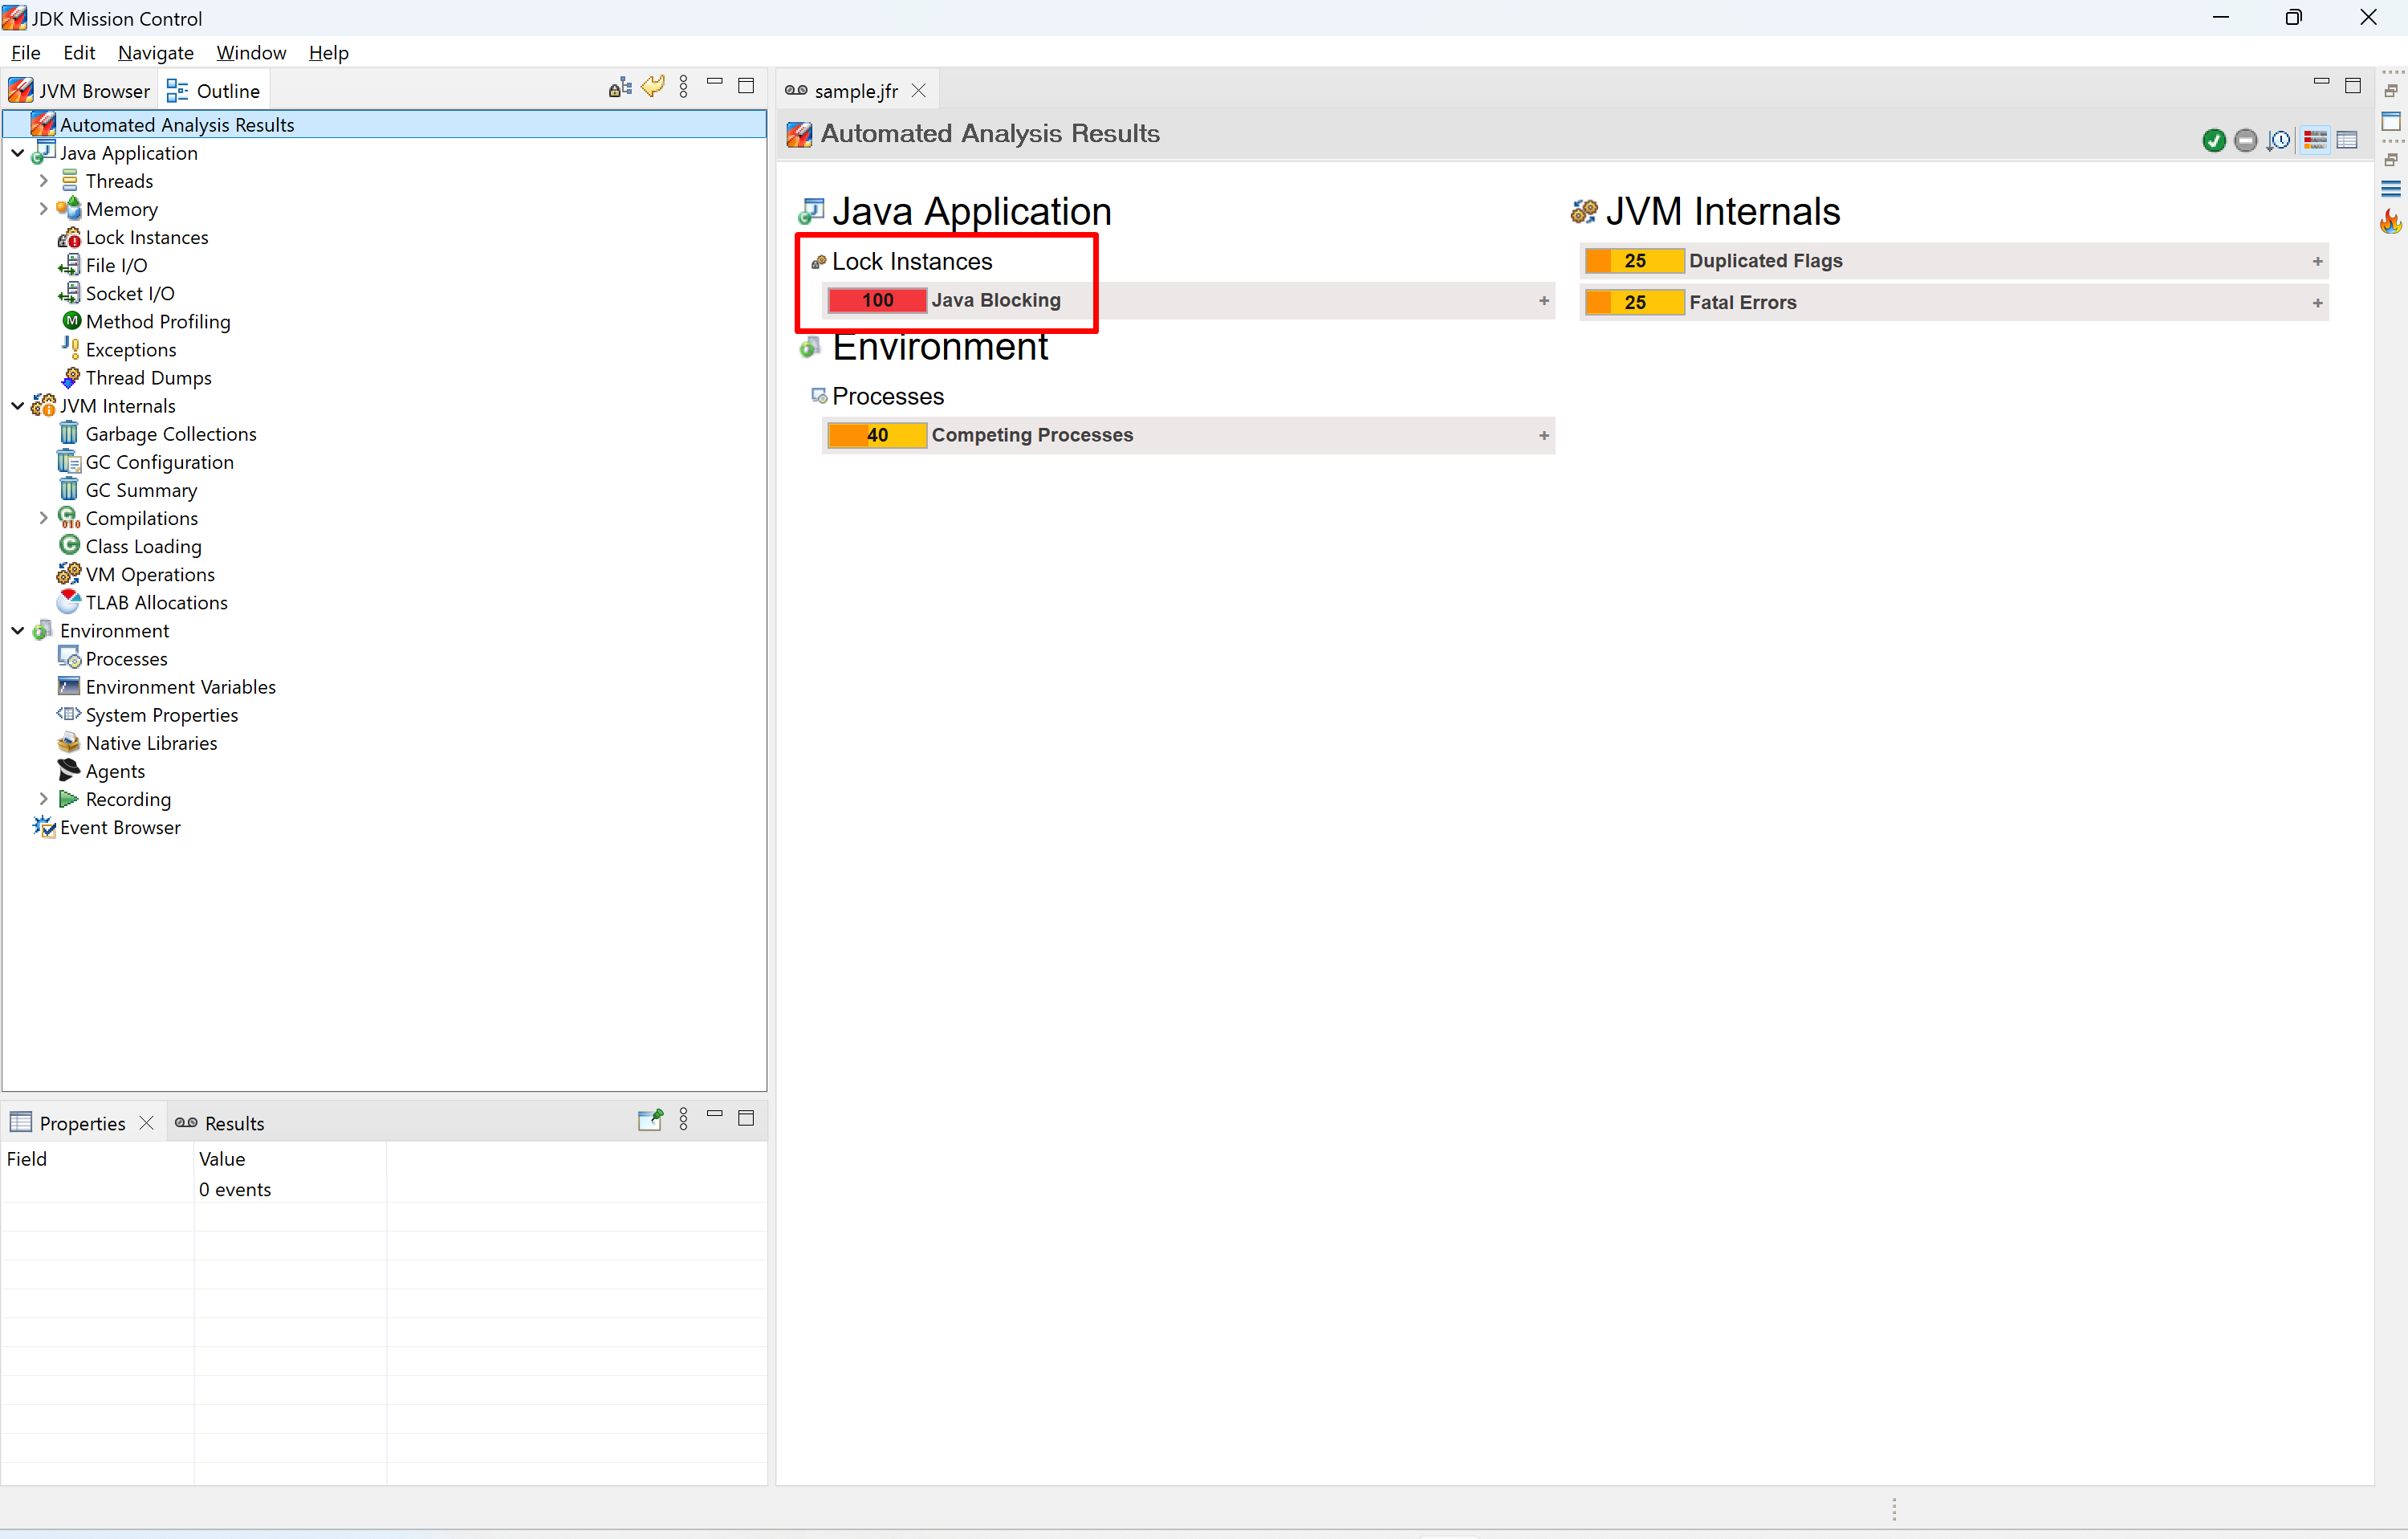 JDK Mission Control
File Edit Navigate Window Help
JVM Browser Outline
Automated Analysis Results
Java Application
Threads
Memory
Lock Instances
File I/O
Socket I/O
Method Profiling
Exceptions
Thread Dumps
JVM Internals
Garbage Collections
GC Configuration
GC Summary
Compilations
Class Loading
VM Operations
TLAB Allocations
Environment
Processes
Environment Variables
System Properties
Native Libraries
Agents
Recording
Event Browser
Properties Results
Field Value
0 events
sample.jfr
Automated Analysis Results
Java Application
Lock Instances
100 Java Blocking +
Environment
Processes
40 Competing Processes +
JVM Internals
25 Duplicated Flags +
25 Fatal Errors +